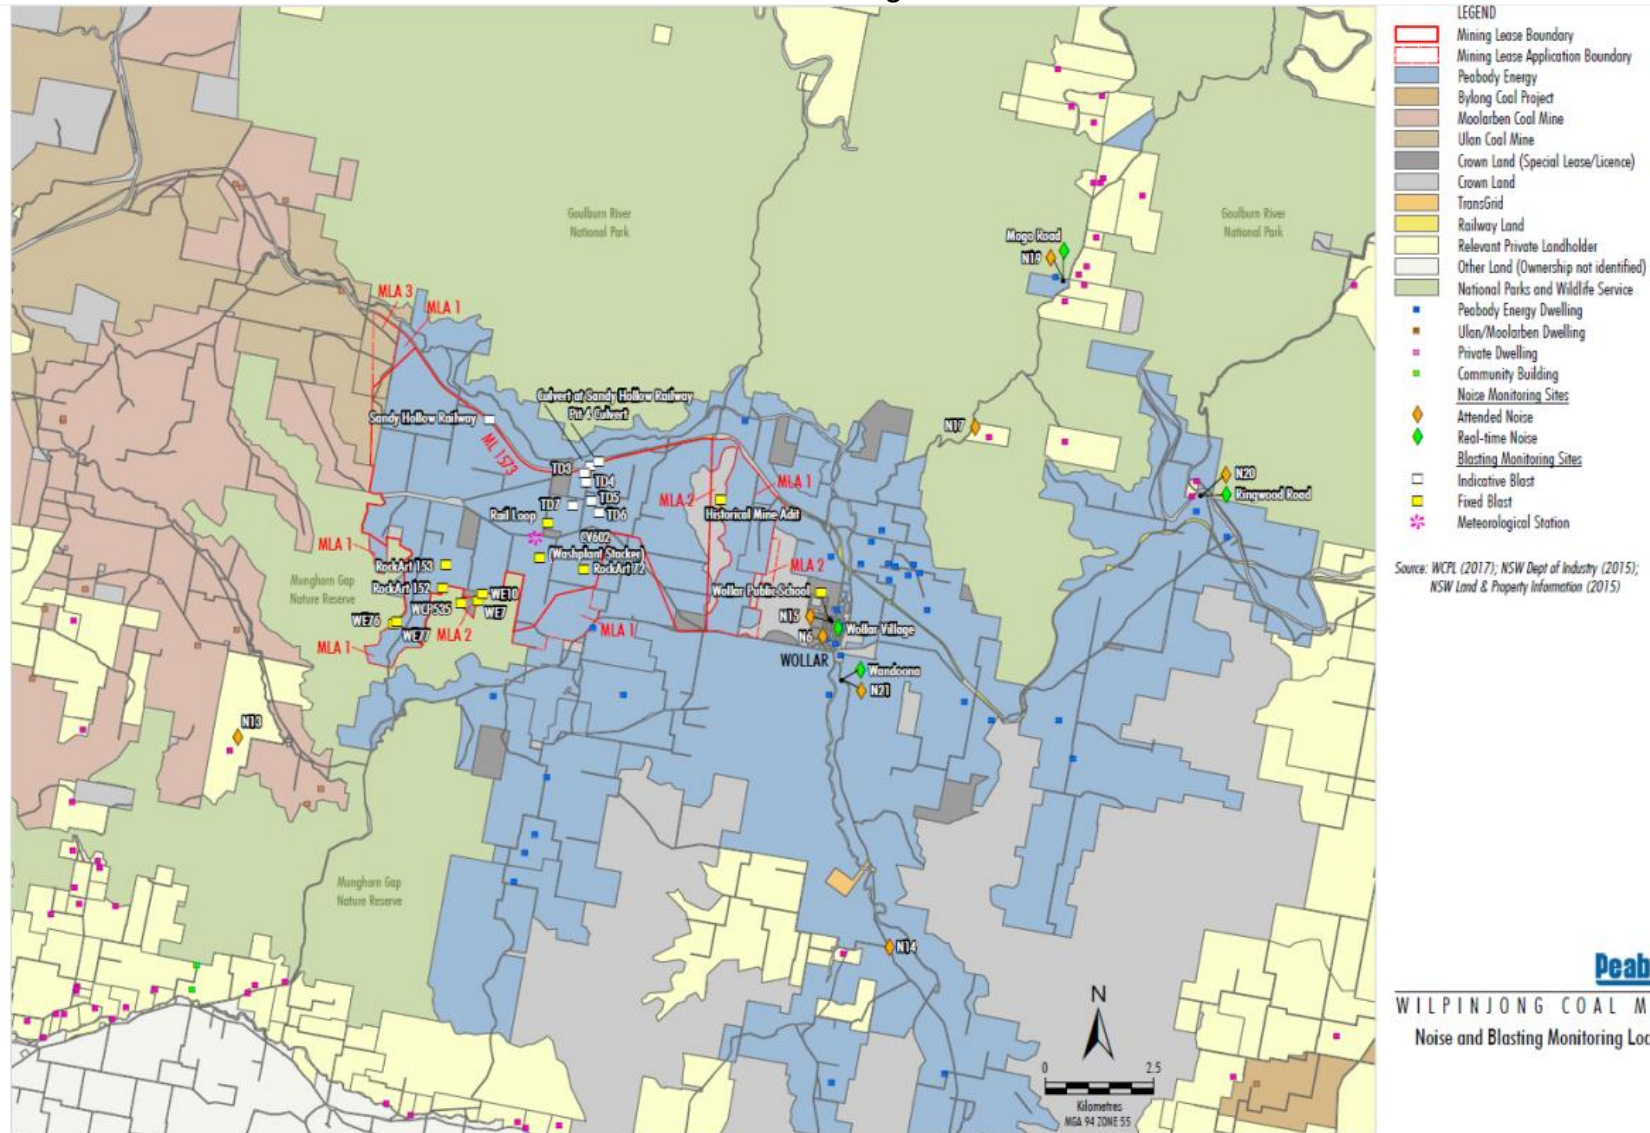 Goulburn River
National Park
Goulburn River
National Park
Mogo Road
N19
MLA 3
MLA 1
Culvert at Sandy Hollow Railway
Pit 4 Culvert
Sandy Hollow Railway
ML 1573
N17
TD3
TD4
TD5
TD7
TD6
Rail Loop
MLA 2
MLA 1
Historical Mine Adit
N20
Ringwood Road
CV602
(Washplant Stacker)
MLA 1
RockArt 153
RockArt 72
MLA 2
Munghorn Gap
Nature Reserve
RockArt 152
WE10
WCP535
WE7
Wollar Public School
N15
WE76
WE77
MLA 2
MLA 1
MLA 1
N6
Wollar Village
WOLLAR
Wandoona
N21
N13
Munghorn Gap
Nature Reserve
N14
N
0
2.5
Kilometres
MGA 94 ZONE 55
LEGEND
Mining Lease Boundary
Mining Lease Application Boundary
Peabody Energy
Bylong Coal Project
Moolarben Coal Mine
Ulan Coal Mine
Crown Land (Special Lease/Licence)
Crown Land
TransGrid
Railway Land
Relevant Private Landholder
Other Land (Ownership not identified)
National Parks and Wildlife Service
Peabody Energy Dwelling
Ulan/Moolarben Dwelling
Private Dwelling
Community Building
Noise Monitoring Sites
Attended Noise
Real-time Noise
Blasting Monitoring Sites
Indicative Blast
Fixed Blast
Meteorological Station
Source: WCPL (2017); NSW Dept of Industry (2015);
NSW Land & Property Information (2015)
Peab
WILPINJONG COAL M
Noise and Blasting Monitoring Loc